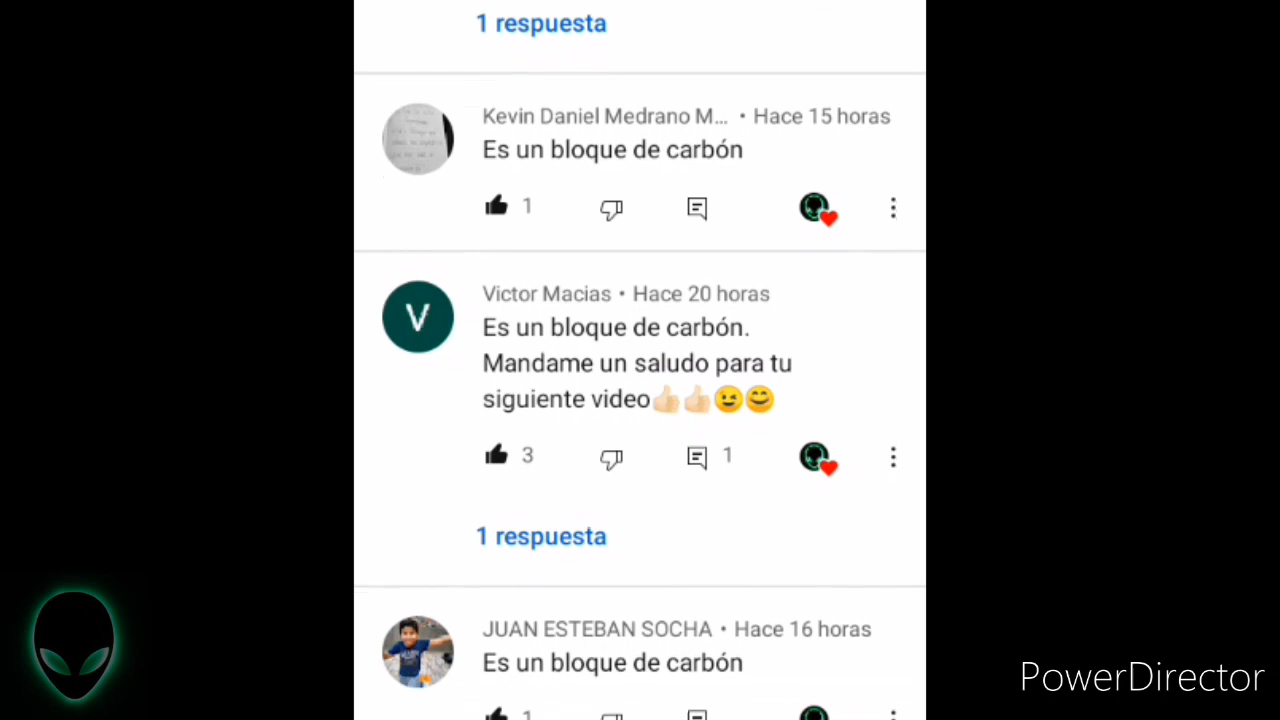 1 respuesta
Kevin Daniel Medrano M... • Hace 15 horas
Es un bloque de carbón
1
V
Victor Macias • Hace 20 horas
Es un bloque de carbón.
Mandame un saludo para tu
siguiente video👍🏻👍🏻😉😊
3 1
1 respuesta
JUAN ESTEBAN SOCHA • Hace 16 horas
Es un bloque de carbón
1
PowerDirector